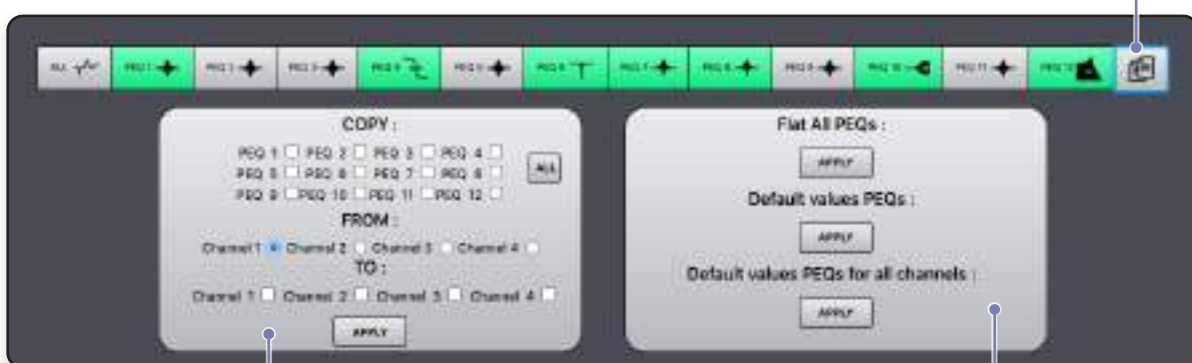 ALL PEQ 1 PEQ 2 PEQ 3 PEQ 4 PEQ 5 PEQ 6 PEQ 7 PEQ 8 PEQ 9 PEQ 10 PEQ 11 PEQ 12
COPY :
PEQ 1 PEQ 2 PEQ 3 PEQ 4
PEQ 5 PEQ 6 PEQ 7 PEQ 8
ALL
PEQ 9 PEQ 10 PEQ 11 PEQ 12
FROM :
Channel 1 Channel 2 Channel 3 Channel 4
TO :
Channel 1 Channel 2 Channel 3 Channel 4
APPLY
Flat All PEQs :
APPLY
Default values PEQs :
APPLY
Default values PEQs for all channels :
APPLY